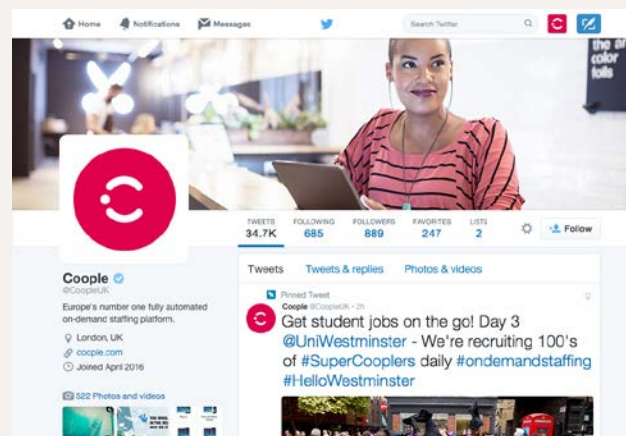 Home Notifications Messages Search Twitter
the ar
color
folls
TWEETS FOLLOWING FOLLOWERS FAVORITES LISTS
34.7K 685 889 247 2 Follow
Coople
@CoopleUK
Europe's number one fully automated
on-demand staffing platform.
London, UK
coople.com
Joined April 2016
522 Photos and videos
Tweets Tweets & replies Photos & videos
Pinned Tweet
Coople @CoopleUK • 2h
Get student jobs on the go! Day 3
@UniWestminster - We're recruiting 100's
of #SuperCooplers daily #ondemandstaffing
#HelloWestminster